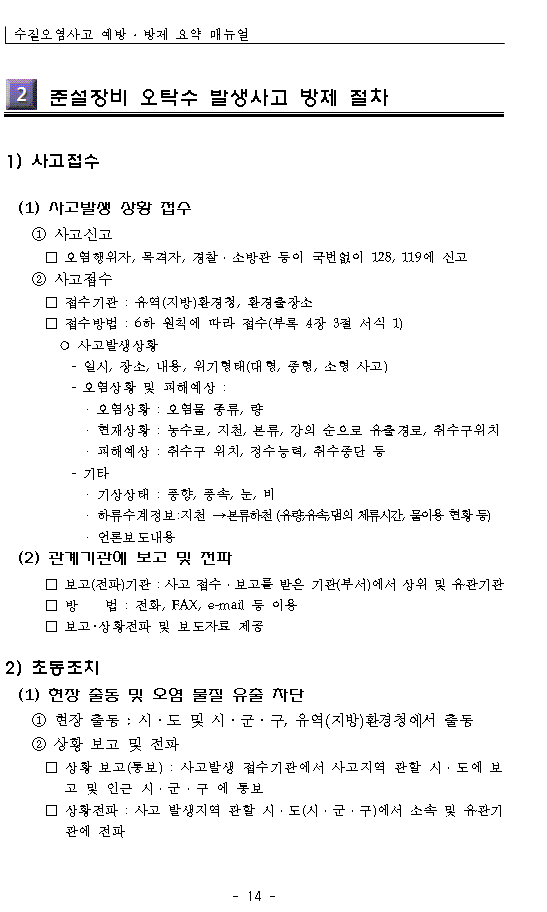 수질오염사고 예방 · 방제 요약 매뉴얼
2 준설장비 오탁수 발생사고 방제 절차
1) 사고접수
(1) 사고발생 상황 접수
① 사고신고
□ 오염행위자, 목격자, 경찰 · 소방관 등이 국번없이 128, 119에 신고
② 사고접수
□ 접수기관 : 유역(지방)환경청, 환경출장소
□ 접수방법 : 6하 원칙에 따라 접수(부록 4장 3절 서식 1)
○ 사고발생상황
- 일시, 장소, 내용, 위기형태(대형, 중형, 소형 사고)
- 오염상황 및 피해예상 :
· 오염상황 : 오염물 종류, 량
· 현재상황 : 농수로, 지천, 본류, 강의 순으로 유출경로, 취수구위치
· 피해예상 : 취수구 위치, 정수능력, 취수중단 등
- 기타
· 기상상태 : 풍향, 풍속, 눈, 비
· 하류수계정보:지천 →본류하천 (유량,유속,댐의 체류시간, 물이용 현황 등)
· 언론보도내용
(2) 관계기관에 보고 및 전파
□ 보고(전파)기관 : 사고 접수 · 보고를 받은 기관(부서)에서 상위 및 유관기관
□ 방 법 : 전화, FAX, e-mail 등 이용
□ 보고·상황전파 및 보도자료 제공
2) 초동조치
(1) 현장 출동 및 오염 물질 유출 차단
① 현장 출동 : 시 · 도 및 시 · 군 · 구, 유역(지방)환경청에서 출동
② 상황 보고 및 전파
□ 상황 보고(통보) : 사고발생 접수기관에서 사고지역 관할 시 · 도에 보
고 및 인근 시 · 군 · 구 에 통보
□ 상황전파 : 사고 발생지역 관할 시 · 도(시 · 군 · 구)에서 소속 및 유관기
관에 전파
- 14 -